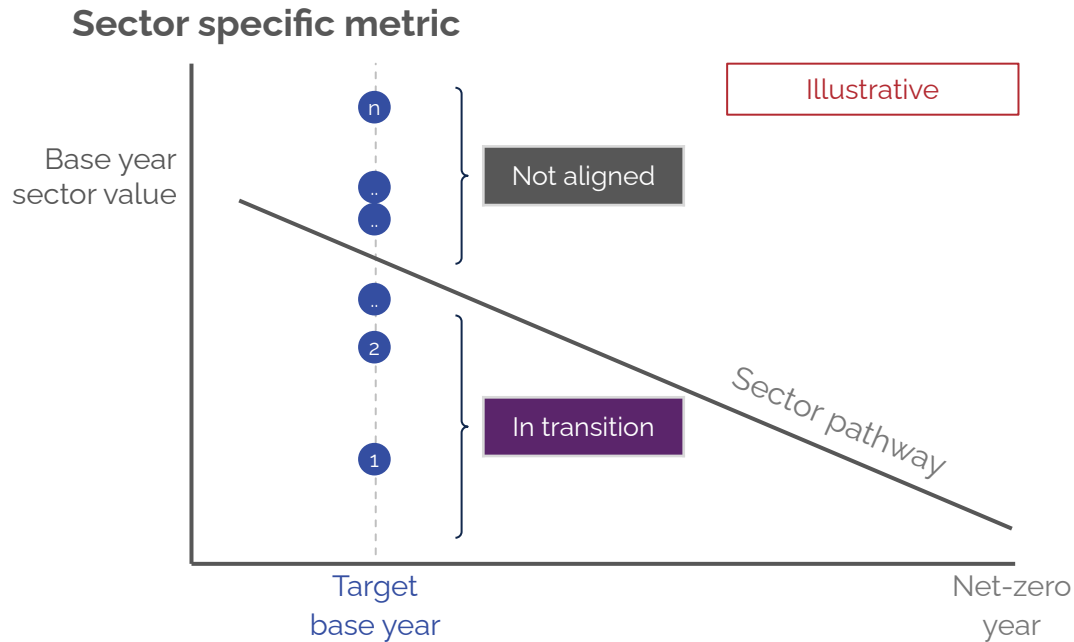 Sector specific metric
Illustrative
n
Base year
sector value
Not aligned
..
..
..
2
In transition
Sector pathway
1
Target
base year
Net-zero
year